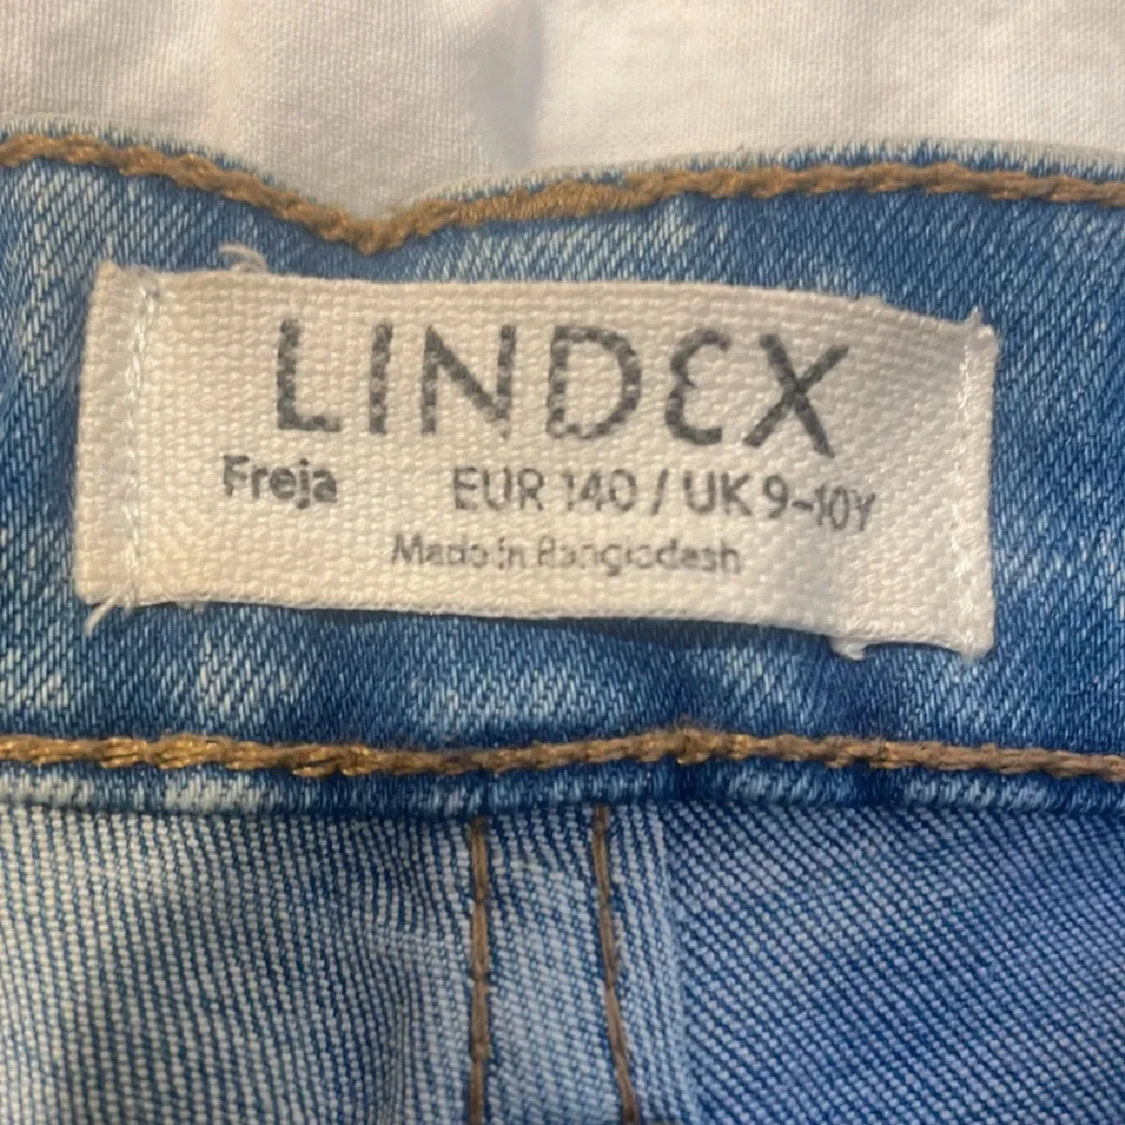 LINDEX
Freja EUR 140 / UK 9-10Y
Made in Bangladesh